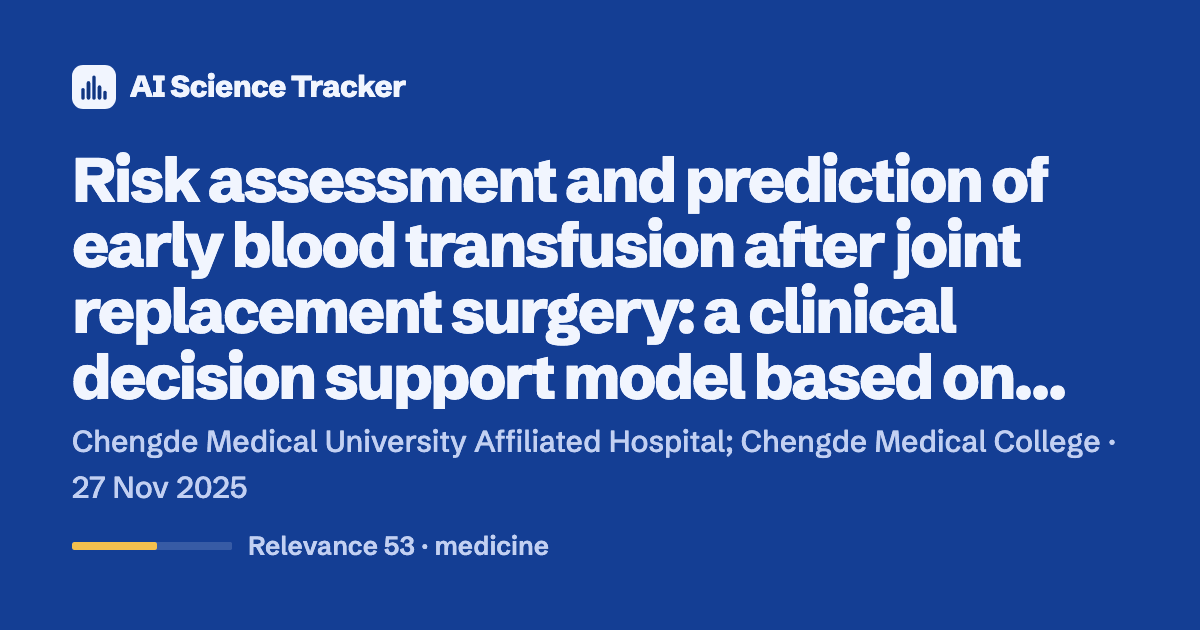 AI Science Tracker
Risk assessment and prediction of
early blood transfusion after joint
replacement surgery: a clinical
decision support model based on...
Chengde Medical University Affiliated Hospital; Chengde Medical College ·
27 Nov 2025
Relevance 53 · medicine